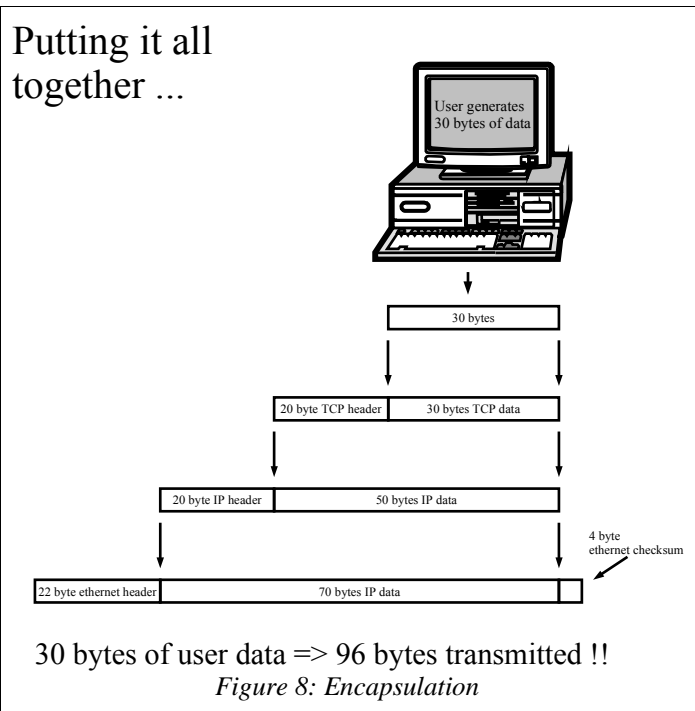 Putting it all
together ...
User generates
30 bytes of data
30 bytes
20 byte TCP header
30 bytes TCP data
20 byte IP header
50 bytes IP data
4 byte
ethernet checksum
22 byte ethernet header
70 bytes IP data
30 bytes of user data => 96 bytes transmitted !!
Figure 8: Encapsulation